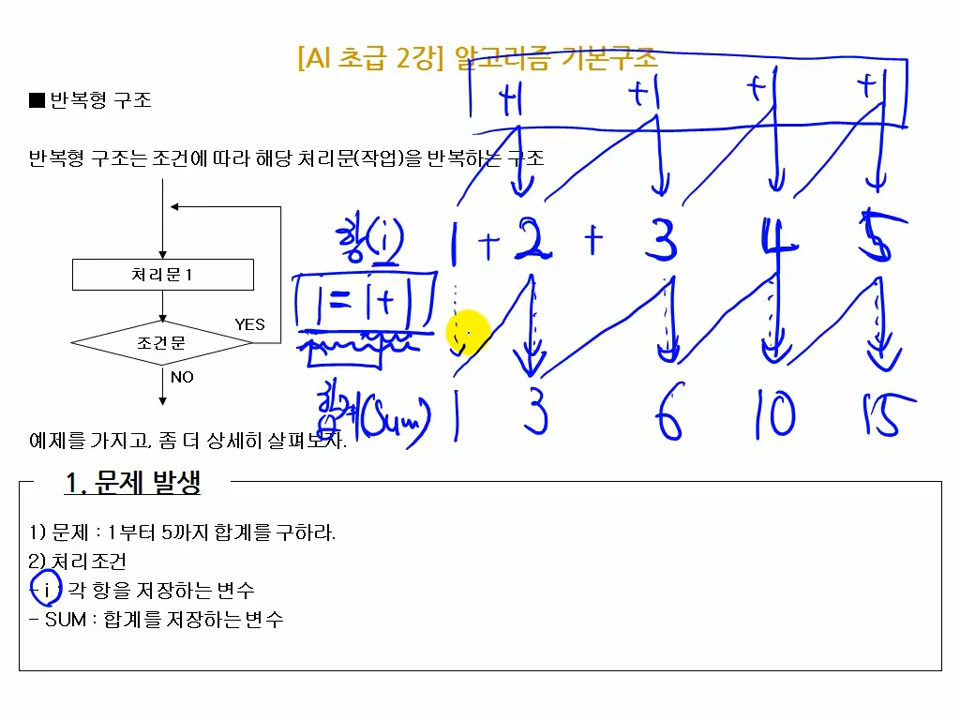 [AI 초급 2강] 알고리즘 기본구조
+1 +1 +1 +1
■ 반복형 구조
반복형 구조는 조건에 따라 해당 처리문(작업)을 반복하는 구조
항(i) 1 + 2 + 3 4 5
처리문1
i = i + 1
YES
조건문
NO
합계(Sum) 1 3 6 10 15
예제를 가지고, 좀 더 상세히 살펴보자.
1. 문제 발생
1) 문제 : 1부터 5까지 합계를 구하라.
2) 처리조건
- i : 각 항을 저장하는 변수
- SUM : 합계를 저장하는 변수